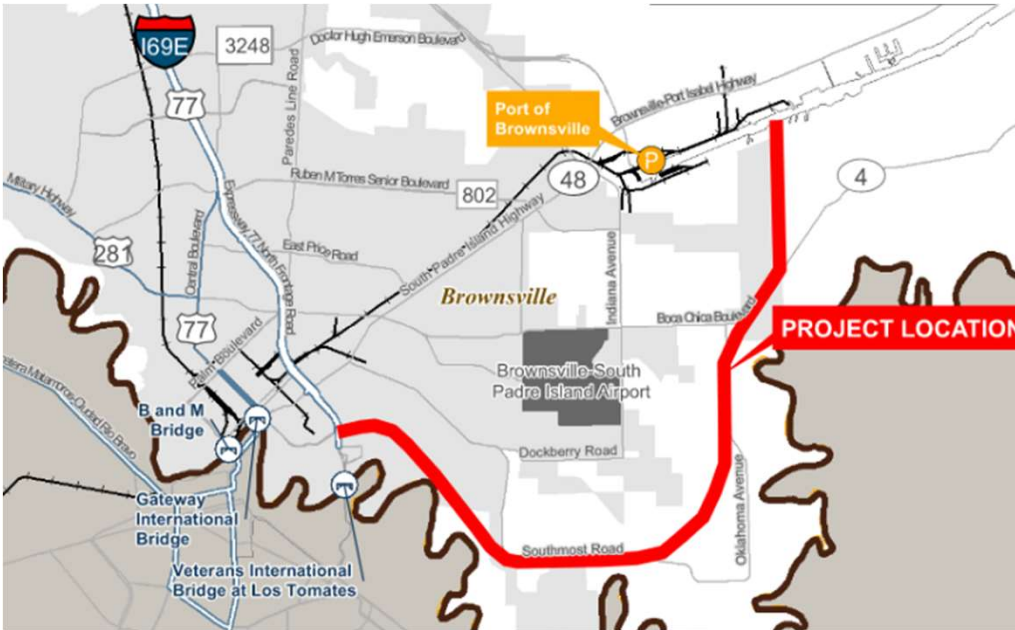 I69E
3248
Doctor Hugh Emerson Boulevard
77
Paredes Line Road
Port of
Brownsville
Brownsville-Port Isabel Highway
P
Military Highway
Ruben M Torres Senior Boulevard
802
48
4
281
Central Boulevard
Expressway 77 North Frontage Road
East Price Road
South Padre Island Highway
Indiana Avenue
Brownsville
77
Palm Boulevard
Boca Chica Boulevard
PROJECT LOCATION
Brownsville-South
Padre Island Airport
B and M
Bridge
Dockberry Road
Oklahoma Avenue
Gateway
International
Bridge
Southmost Road
Veterans International
Bridge at Los Tomates